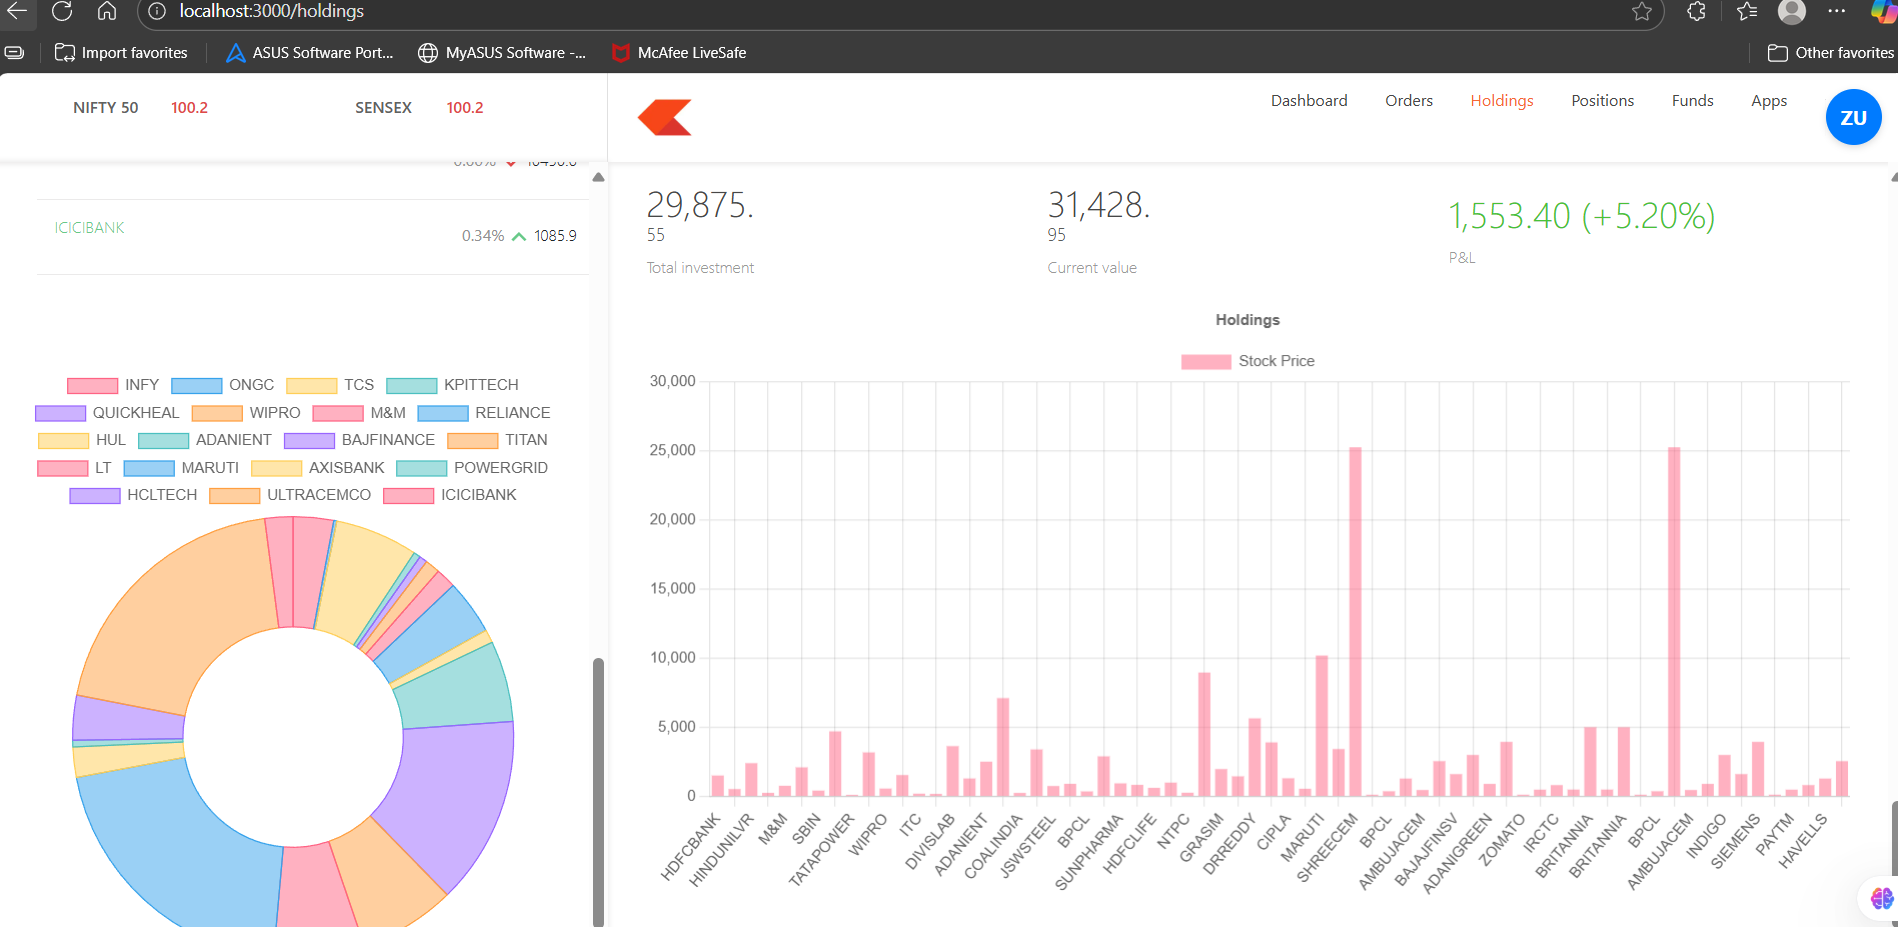 localhost:3000/holdings
Import favorites ASUS Software Port... MyASUS Software -... McAfee LiveSafe Other favorites
NIFTY 50 100.2 SENSEX 100.2
Dashboard Orders Holdings Positions Funds Apps ZU
ICICIBANK
0.34% 1085.9
INFY ONGC TCS KPITTECH
QUICKHEAL WIPRO M&M RELIANCE
HUL ADANIENT BAJFINANCE TITAN
LT MARUTI AXISBANK POWERGRID
HCLTECH ULTRACEMCO ICICIBANK
29,875.
55
Total investment
31,428.
95
Current value
1,553.40 (+5.20%)
P&L
Holdings
Stock Price
30,000
25,000
20,000
15,000
10,000
5,000
0
HDFCBANK
HINDUNILVR
M&M
SBIN
TATAPOWER
WIPRO
ITC
DIVISLAB
ADANIENT
COALINDIA
JSWSTEEL
BPCL
SUNPHARMA
HDFCLIFE
NTPC
GRASIM
DRREDDY
CIPLA
MARUTI
SHREECEM
BPCL
AMBUJACEM
BAJAJFINSV
ADANIGREEN
ZOMATO
IRCTC
BRITANNIA
BRITANNIA
BPCL
AMBUJACEM
INDIGO
SIEMENS
PAYTM
HAVELLS